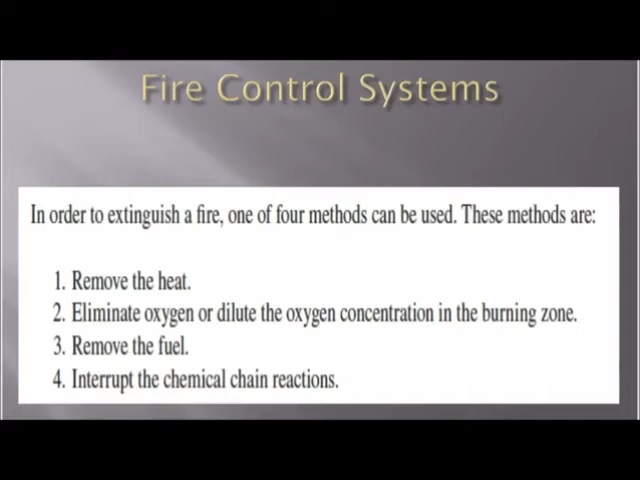 Fire Control Systems
In order to extinguish a fire, one of four methods can be used. These methods are:
1. Remove the heat.
2. Eliminate oxygen or dilute the oxygen concentration in the burning zone.
3. Remove the fuel.
4. Interrupt the chemical chain reactions.